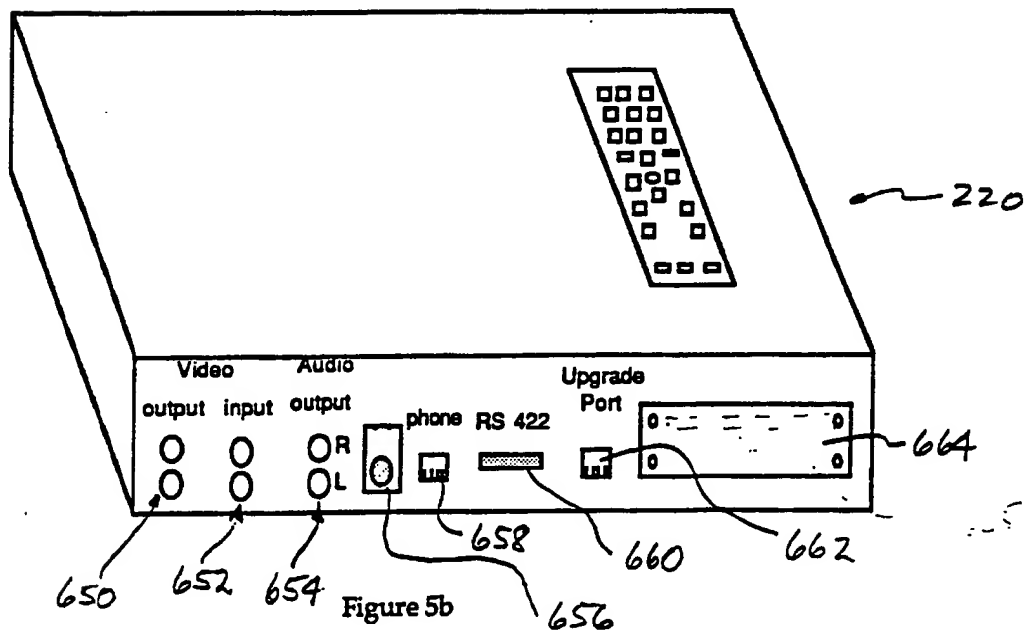 220
Video Audio
output input output
R
L
phone RS 422
Upgrade
Port
664
650
652
654
656
658
660
662
Figure 5b